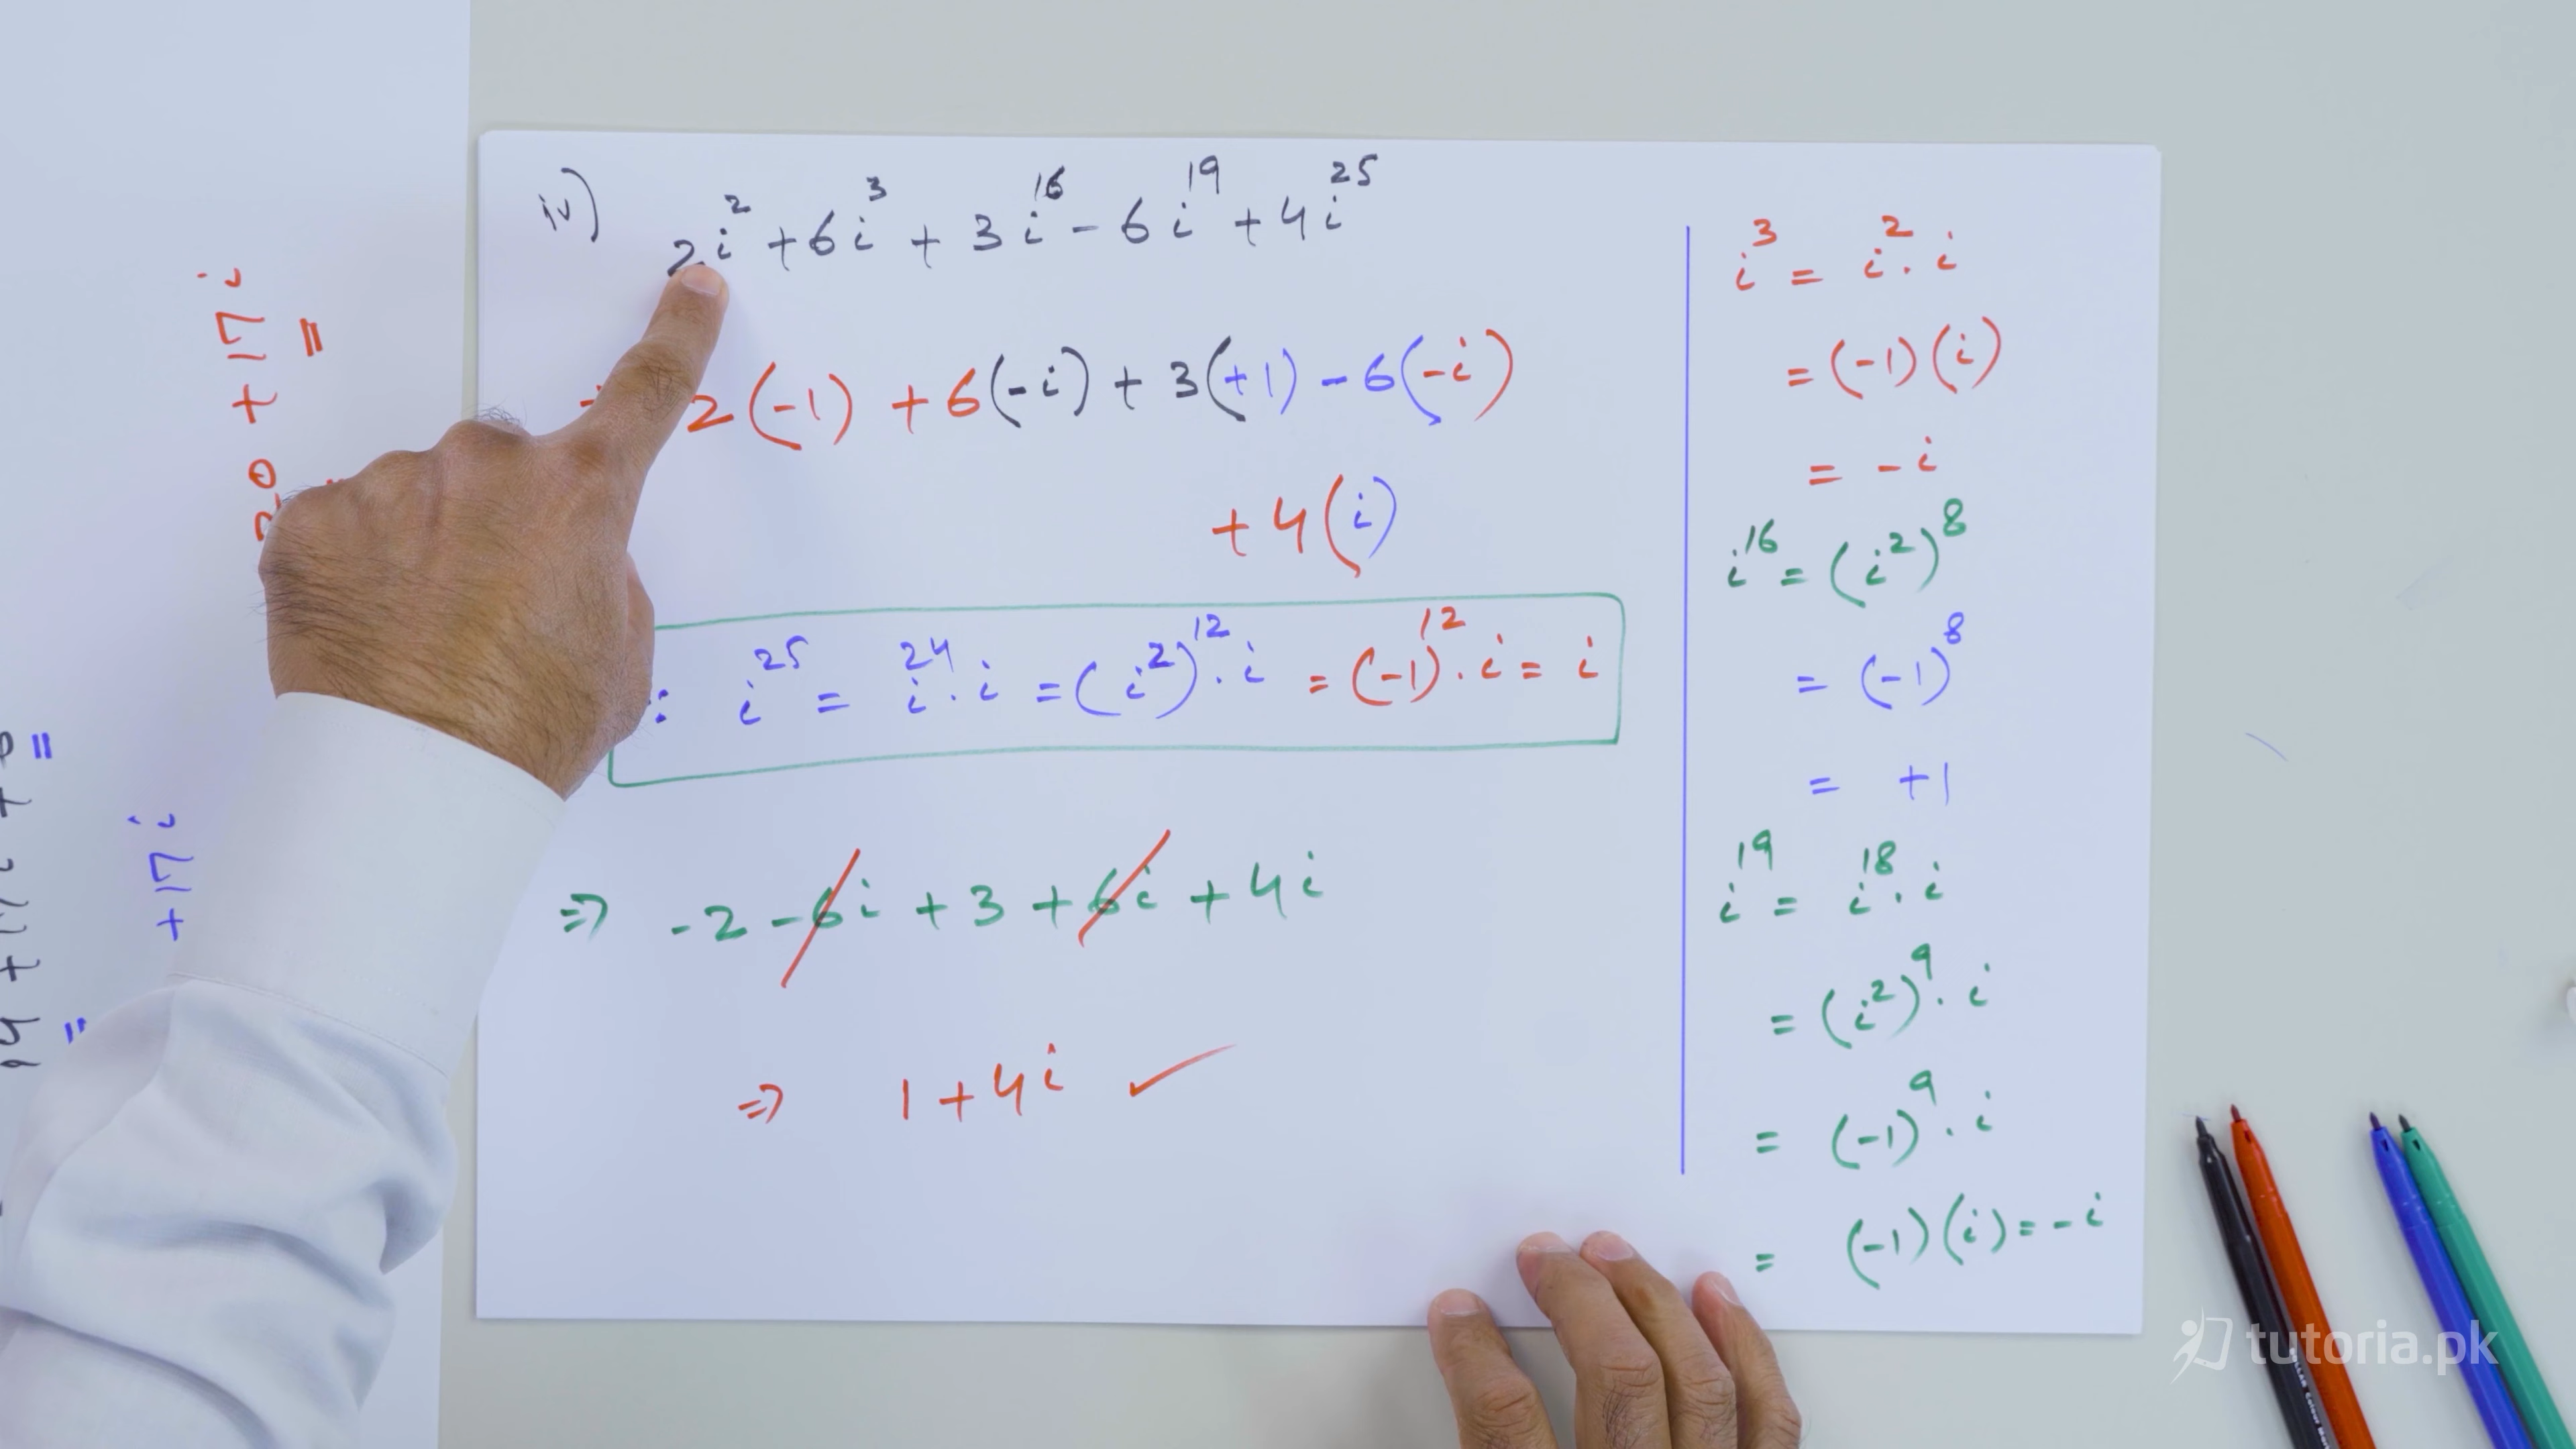 iv) 2i² + 6i³ + 3i¹⁶ - 6i¹⁹ + 4i²⁵
2(-1) + 6(-i) + 3(+1) - 6(-i)
+ 4(i)
: i²⁵ = i²⁴ . i = (i²)¹² . i = (-1)¹² . i = i
⇒ -2 - 6i + 3 + 6i + 4i
⇒ 1 + 4i ✓
i³ = i² . i
= (-1)(i)
= -i
i¹⁶ = (i²)⁸
= (-1)⁸
= +1
i¹⁹ = i¹⁸ . i
= (i²)⁹ . i
= (-1)⁹ . i
= (-1)(i) = -i
tutoria.pk